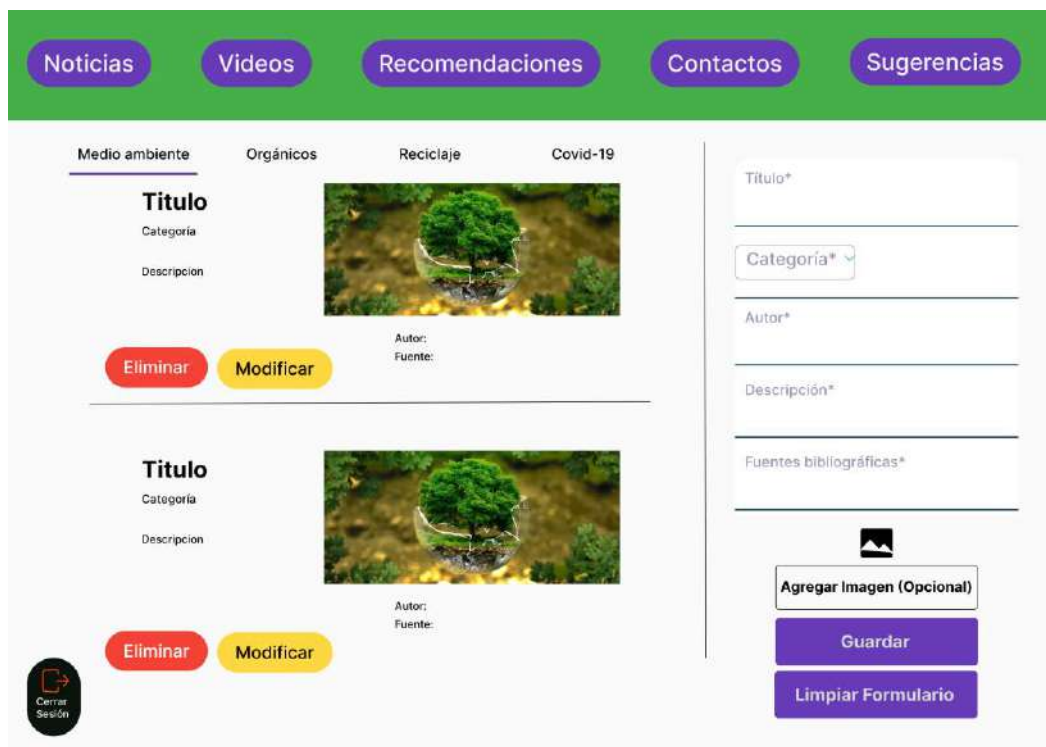 Noticias
Videos
Recomendaciones
Contactos
Sugerencias
Medio ambiente
Orgánicos
Reciclaje
Covid-19
Titulo
Categoría
Descripcion
Autor:
Fuente:
Eliminar
Modificar
Titulo
Categoría
Descripcion
Autor:
Fuente:
Eliminar
Modificar
Cerrar
Sesión
Título*
Categoría*
Autor*
Descripción*
Fuentes bibliográficas*
Agregar Imagen (Opcional)
Guardar
Limpiar Formulario